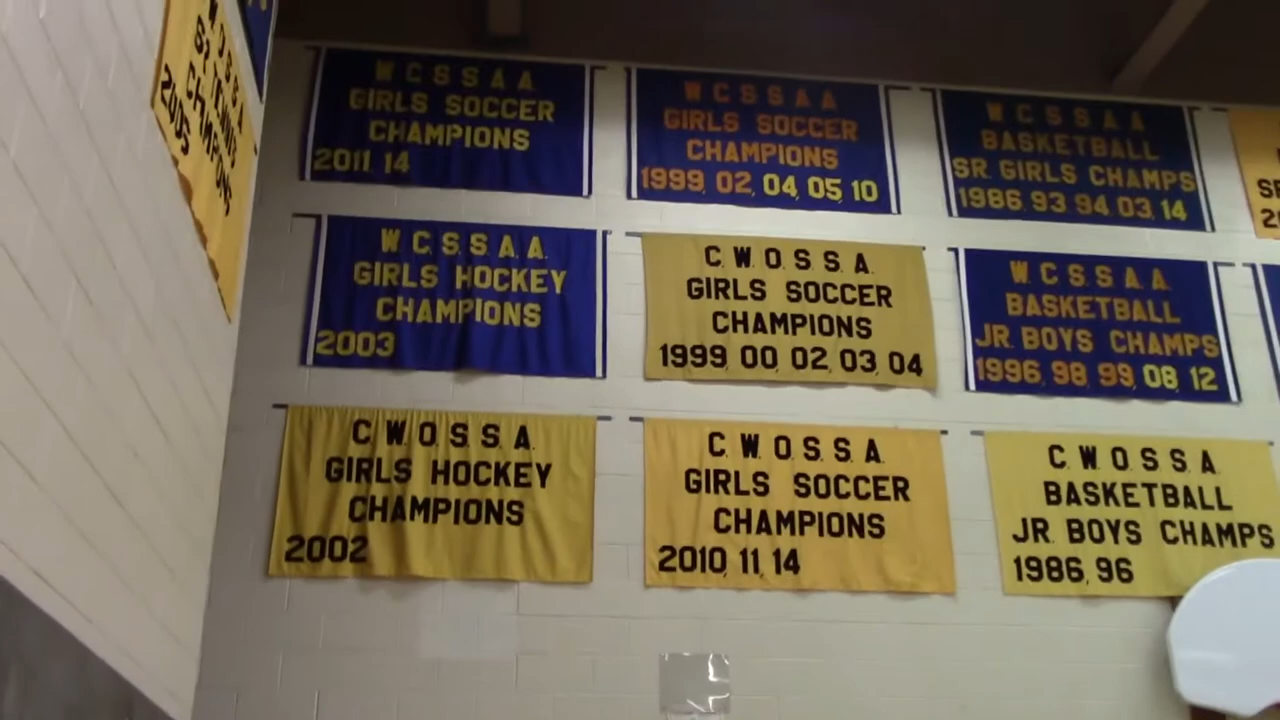 W O S S A
CHAMPIONS
2005
W.C.S.S.A.A.
GIRLS SOCCER
CHAMPIONS
2011, 14
W.C.S.S.A.A.
GIRLS SOCCER
CHAMPIONS
1999, 02, 04, 05, 10
W.C.S.S.A.A.
BASKETBALL
SR. GIRLS CHAMPS
1986, 93, 94, 03, 14
W.C.S.S.A.A.
GIRLS HOCKEY
CHAMPIONS
2003
C.W.O.S.S.A.
GIRLS SOCCER
CHAMPIONS
1999, 00, 02, 03, 04
W.C.S.S.A.A.
BASKETBALL
JR. BOYS CHAMPS
1996, 98, 99, 08, 12
C.W.O.S.S.A.
GIRLS HOCKEY
CHAMPIONS
2002
C.W.O.S.S.A.
GIRLS SOCCER
CHAMPIONS
2010, 11, 14
C.W.O.S.S.A.
BASKETBALL
JR. BOYS CHAMPS
1986, 96